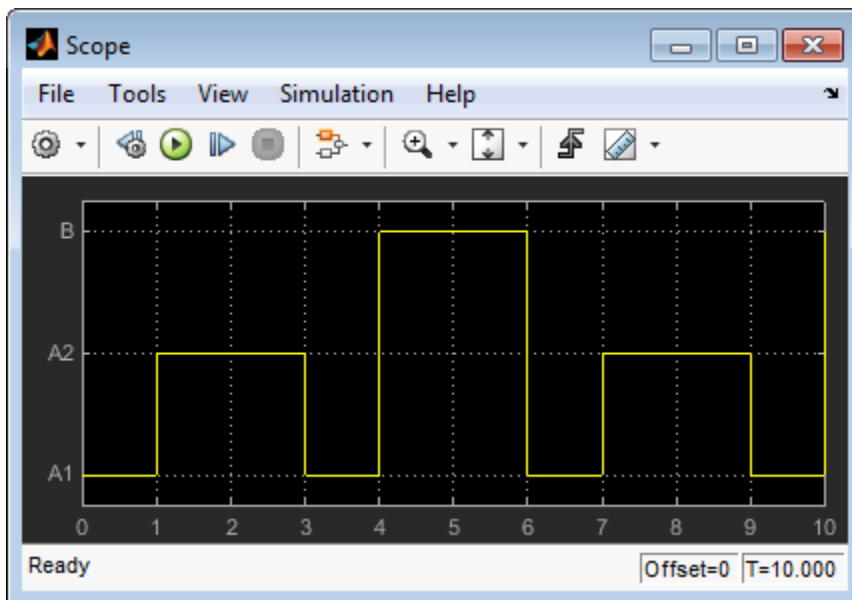 Scope
File Tools View Simulation Help
B
A2
A1
0 1 2 3 4 5 6 7 8 9 10
Ready Offset=0 T=10.000